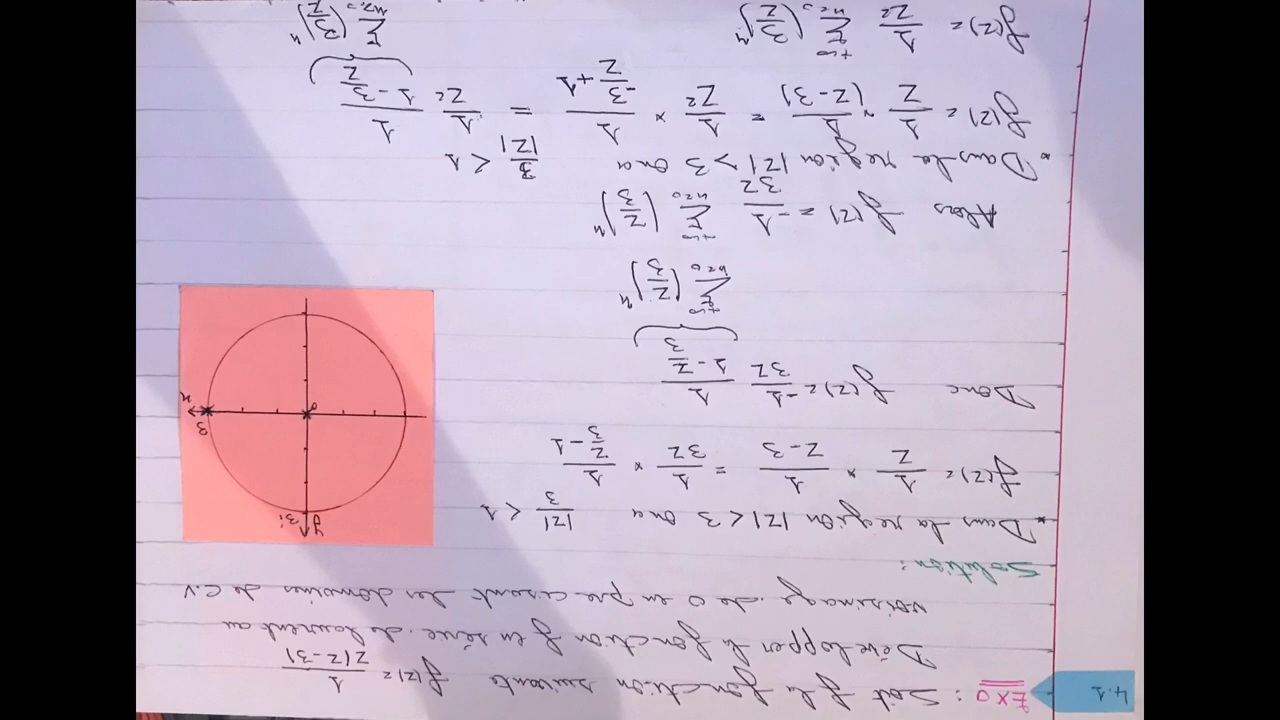 4.1
Exo : Soit f la fonction suivante f(z) = 1/(z(z-3))
Développer la fonction f en série de Laurent au
voisinage de 0 en précisant les domaines de C.V
Solution:
* Dans la région |z| < 3 on a |z|/3 < 1
f(z) = 1/z × 1/(z-3) = 1/(3z) × 1/(z/3 - 1)
Donc f(z) = -1/(3z) 1/(1 - z/3)
∑_{n=0}^{+∞} (z/3)^n
Alors f(z) = -1/(3z) ∑_{n=0}^{+∞} (z/3)^n
* Dans la région |z| > 3 on a 3/|z| < 1
f(z) = 1/z × 1/(z-3) = 1/z² × 1/(-3/z + 1) = 1/z² 1/(1 - 3/z)
f(z) = 1/z² ∑_{n=0}^{+∞} (3/z)^n
∑_{n≥0} (3/z)^n
y
3i
0
3
x